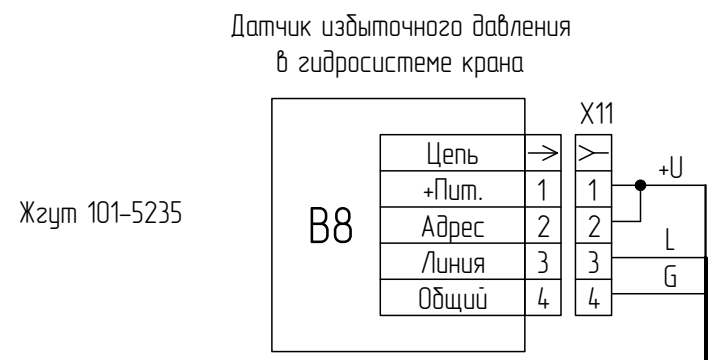 Датчик избыточного давления
в гидросистеме крана
X11
Цепь
+Пит. 1 1 +U
Жгут 101-5235
B8
Адрес 2 2
Линия 3 3 L
Общий 4 4 G